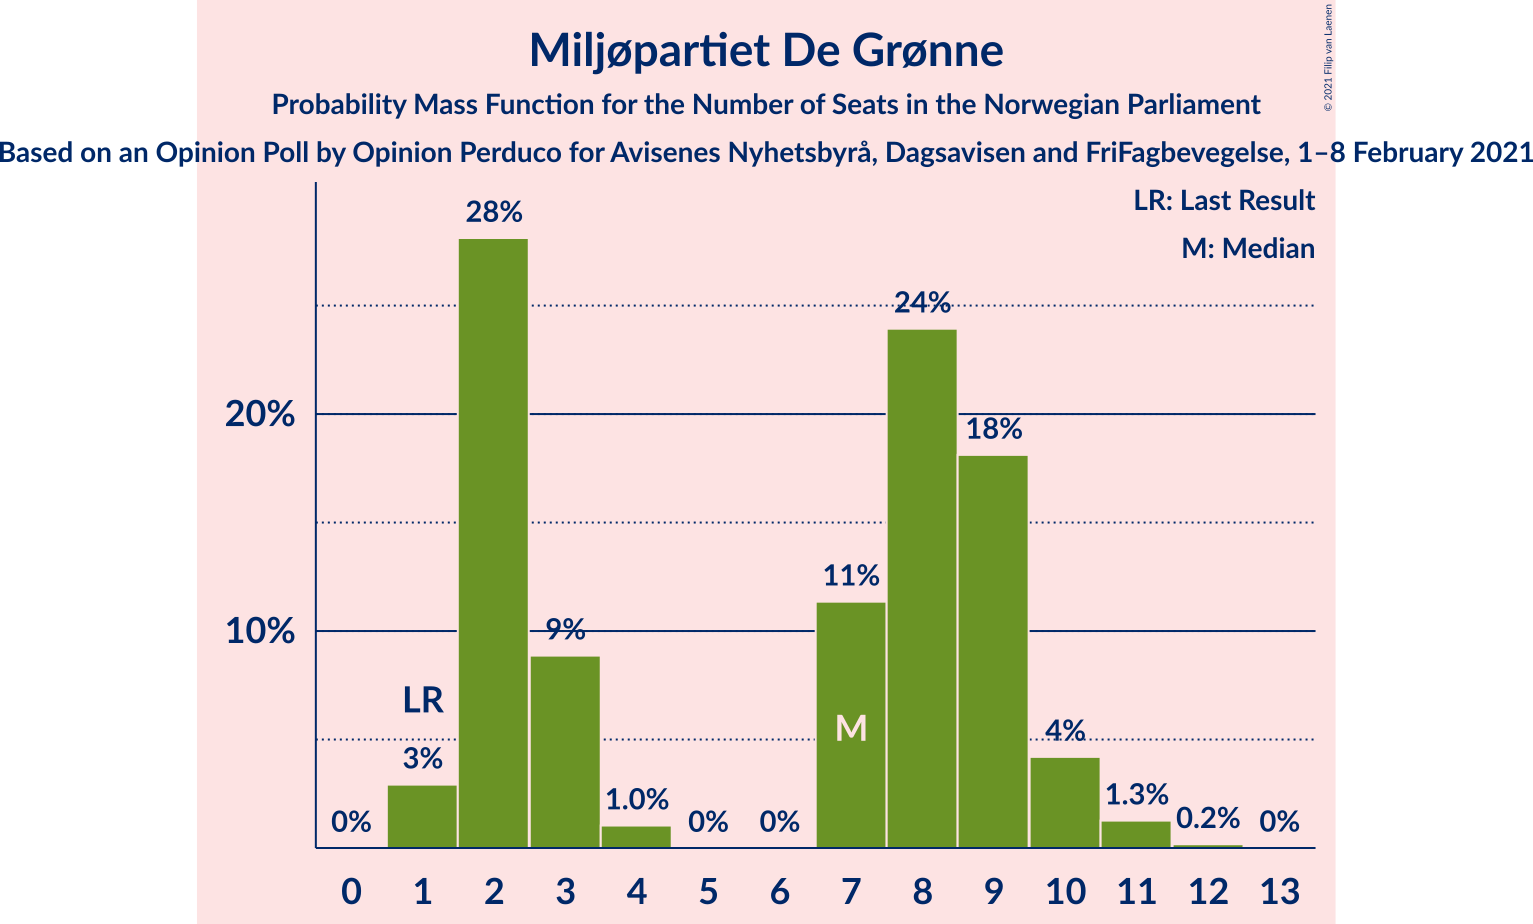 Miljøpartiet De Grønne
Probability Mass Function for the Number of Seats in the Norwegian Parliament
Based on an Opinion Poll by Opinion Perduco for Avisenes Nyhetsbyrå, Dagsavisen and FriFagbevegelse, 1–8 February 2021
© 2021 Filip van Laenen
LR: Last Result
M: Median
28%
24%
20%
18%
11%
10%
9%
LR
M
3%
4%
1.0%
1.3%
0.2%
0%
0%
0%
0%
0 1 2 3 4 5 6 7 8 9 10 11 12 13